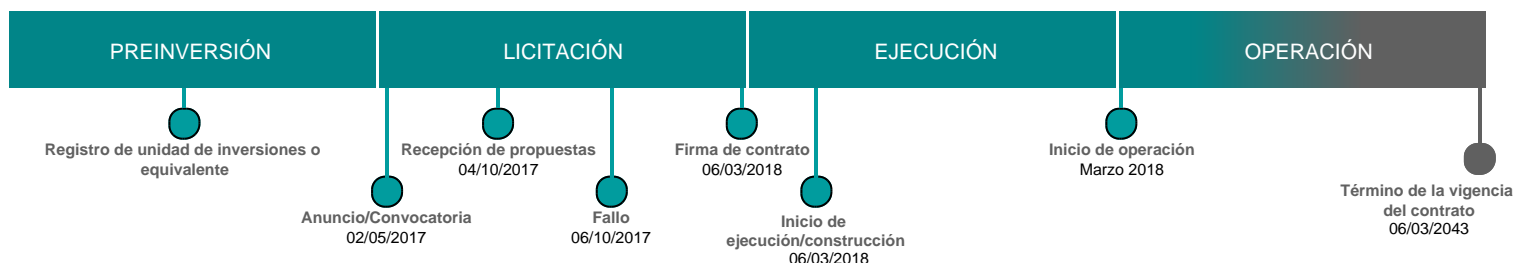 PREINVERSIÓN
LICITACIÓN
EJECUCIÓN
OPERACIÓN
Registro de unidad de inversiones o
equivalente
Anuncio/Convocatoria
02/05/2017
Recepción de propuestas
04/10/2017
Fallo
06/10/2017
Firma de contrato
06/03/2018
Inicio de
ejecución/construcción
06/03/2018
Inicio de operación
Marzo 2018
Término de la vigencia
del contrato
06/03/2043